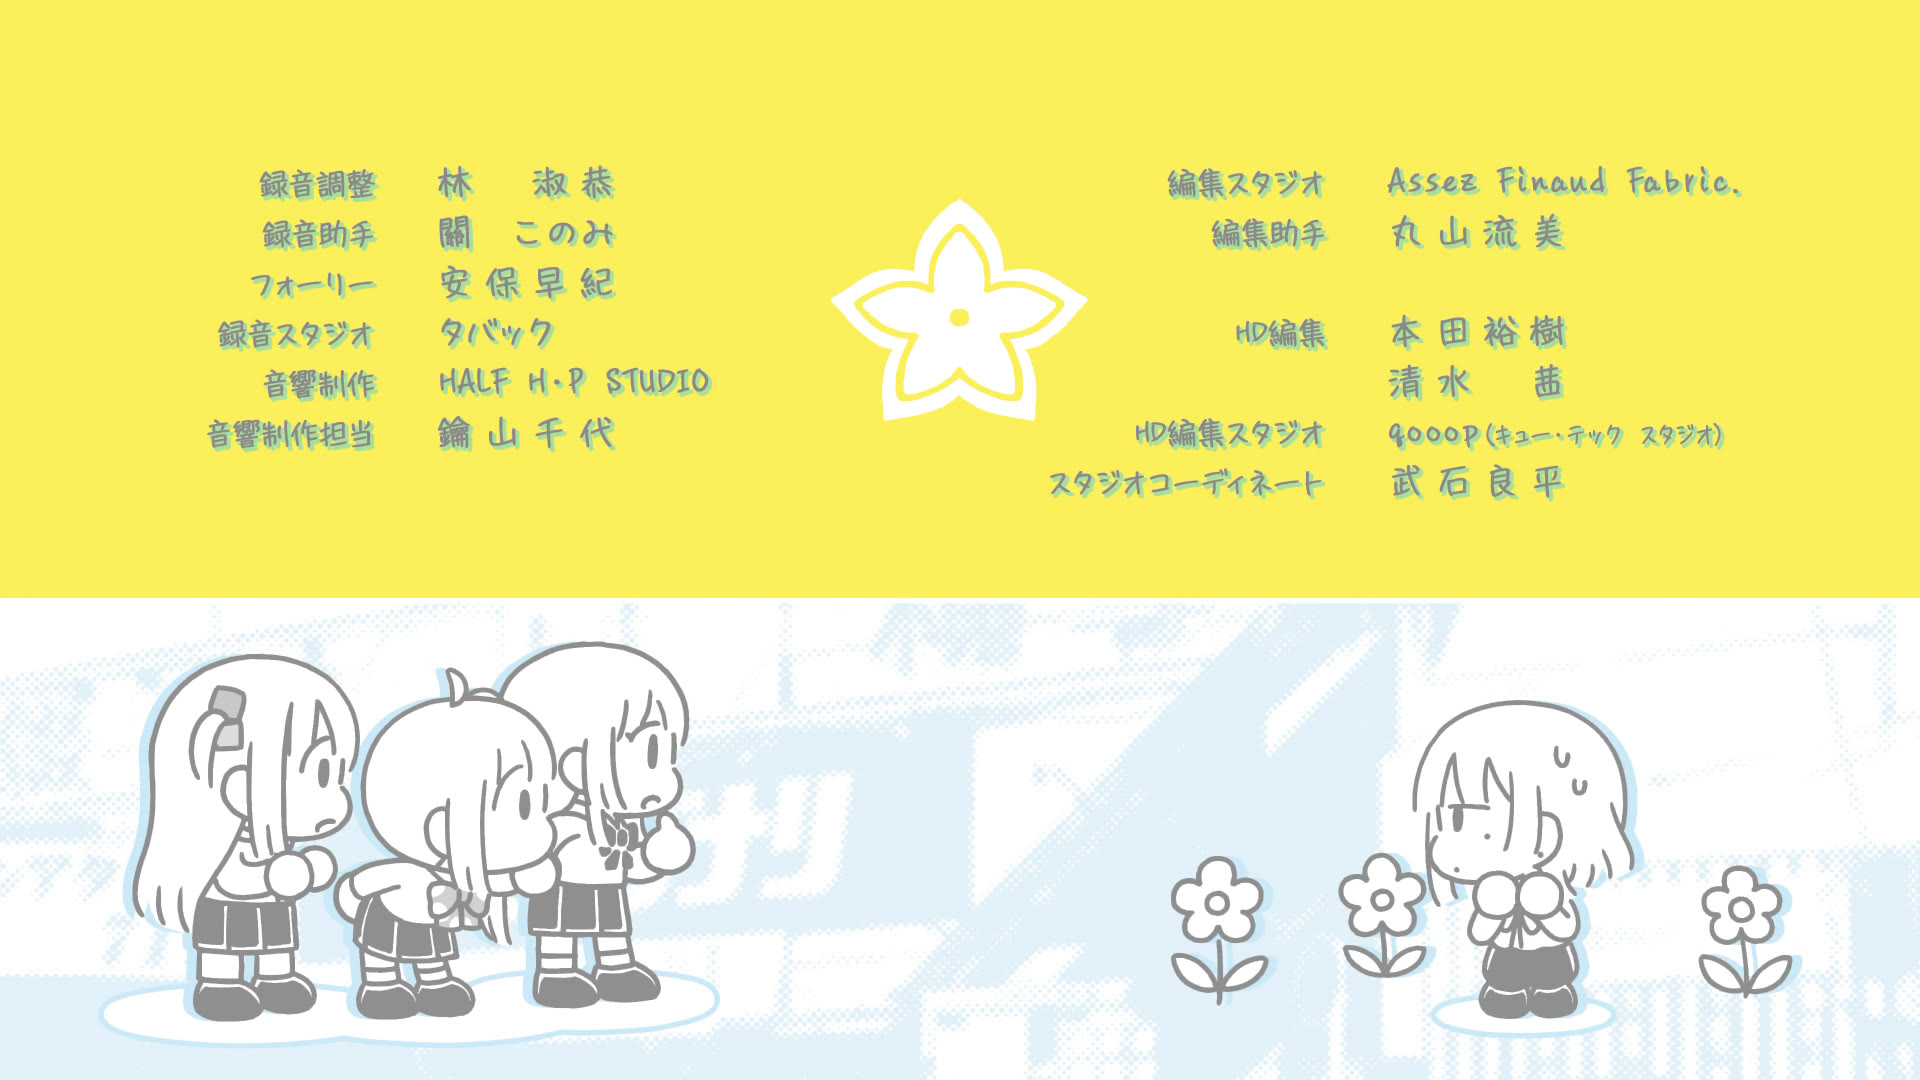 録音調整 林 淑恭
録音助手 關 このみ
フォーリー 安保早紀
録音スタジオ タバック
音響制作 HALF H・P STUDIO
音響制作担当 鑰山千代
編集スタジオ Assez Finaud Fabric.
編集助手 丸山流美
HD編集 本田裕樹
清水 茜
HD編集スタジオ q000p(キュー・テック スタジオ)
スタジオコーディネート 武石良平